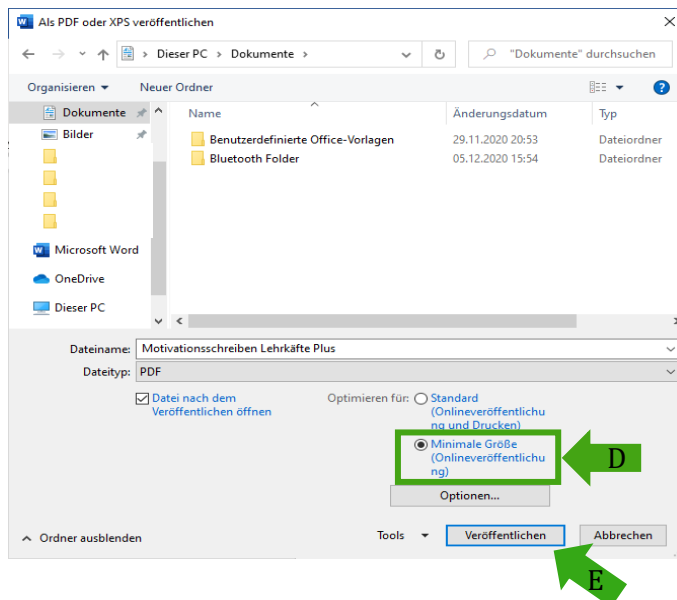 Als PDF oder XPS veröffentlichen
Dieser PC > Dokumente >
"Dokumente" durchsuchen
Organisieren
Neuer Ordner
Dokumente
Bilder
Microsoft Word
OneDrive
Dieser PC
Name
Änderungsdatum
Typ
Benutzerdefinierte Office-Vorlagen
29.11.2020 20:53
Dateiordner
Bluetooth Folder
05.12.2020 15:54
Dateiordner
Dateiname: Motivationsschreiben Lehrkäfte Plus
Dateityp: PDF
Datei nach dem
Veröffentlichen öffnen
Optimieren für:
Standard
(Onlineveröffentlichu
ng und Drucken)
Minimale Größe
(Onlineveröffentlichu
ng)
D
Optionen...
Ordner ausblenden
Tools
Veröffentlichen
Abbrechen
E